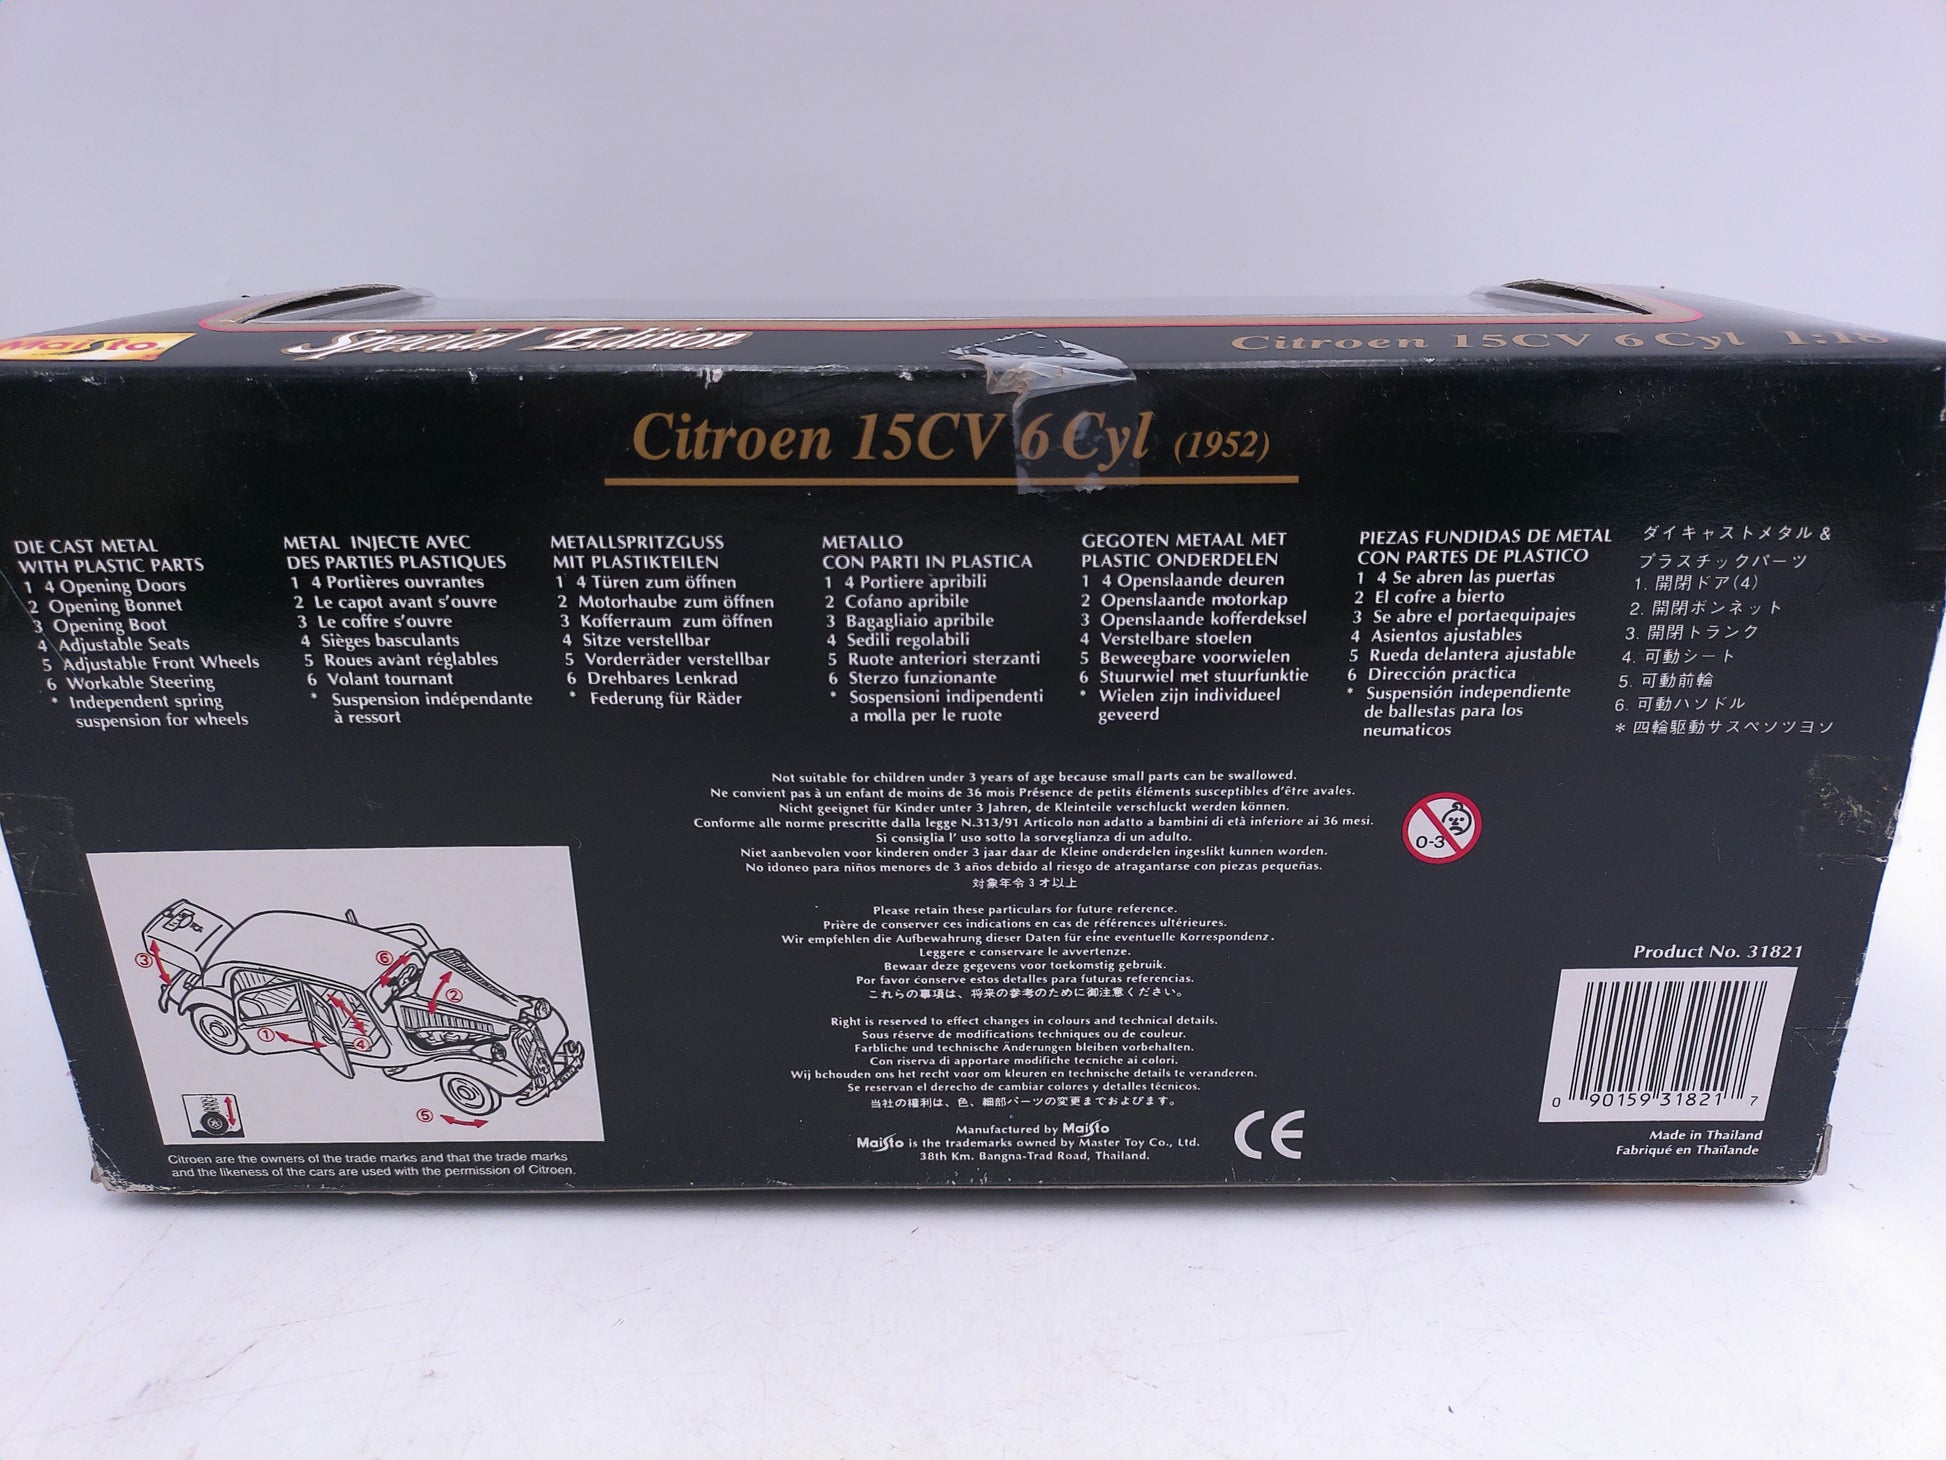 Maisto
Special Edition
Citroen 15CV 6 Cyl 1:18
Citroen 15CV 6 Cyl (1952)
DIE CAST METAL
WITH PLASTIC PARTS
1 4 Opening Doors
2 Opening Bonnet
3 Opening Boot
4 Adjustable Seats
5 Adjustable Front Wheels
6 Workable Steering
* Independent spring
suspension for wheels
METAL INJECTE AVEC
DES PARTIES PLASTIQUES
1 4 Portières ouvrantes
2 Le capot avant s'ouvre
3 Le coffre s'ouvre
4 Sièges basculants
5 Roues avant réglables
6 Volant tournant
* Suspension indépendante
à ressort
METALLSPRITZGUSS
MIT PLASTIKTEILEN
1 4 Türen zum öffnen
2 Motorhaube zum öffnen
3 Kofferraum zum öffnen
4 Sitze verstellbar
5 Vorderräder verstellbar
6 Drehbares Lenkrad
* Federung für Räder
METALLO
CON PARTI IN PLASTICA
1 4 Portiere apribili
2 Cofano apribile
3 Bagagliaio apribile
4 Sedili regolabili
5 Ruote anteriori sterzanti
6 Sterzo funzionante
* Sospensioni indipendenti
a molla per le ruote
GEGOTEN METAAL MET
PLASTIC ONDERDELEN
1 4 Openslaande deuren
2 Openslaande motorkap
3 Openslaande kofferdeksel
4 Verstelbare stoelen
5 Beweegbare voorwielen
6 Stuurwiel met stuurfunktie
* Wielen zijn individueel
geveerd
PIEZAS FUNDIDAS DE METAL
CON PARTES DE PLASTICO
1 4 Se abren las puertas
2 El cofre a bierto
3 Se abre el portaequipajes
4 Asientos ajustables
5 Rueda delantera ajustable
6 Dirección practica
* Suspensión independiente
de ballestas para los
neumaticos
ダイキャストメタル &
プラスチックパーツ
1. 開閉ドア(4)
2. 開閉ボンネット
3. 開閉トランク
4. 可動シート
5. 可動前輪
6. 可動ハンドル
* 四輪駆動サスペンツヨン
Not suitable for children under 3 years of age because small parts can be swallowed.
Ne convient pas à un enfant de moins de 36 mois Présence de petits éléments susceptibles d'être avales.
Nicht geeignet für Kinder unter 3 Jahren, de Kleinteile verschluckt werden können.
Conforme alle norme prescritte dalla legge N.313/91 Articolo non adatto a bambini di età inferiore ai 36 mesi.
Si consiglia l' uso sotto la sorveglianza di un adulto.
Niet aanbevolen voor kinderen onder 3 jaar daar de Kleine onderdelen ingeslikt kunnen worden.
No idoneo para niños menores de 3 años debido al riesgo de atragantarse con piezas pequeñas.
対象年令3才以上
0-3
Please retain these particulars for future reference.
Prière de conserver ces indications en cas de références ultérieures.
Wir empfehlen die Aufbewahrung dieser Daten für eine eventuelle Korrespondenz.
Leggere e conservare le avvertenze.
Bewaar deze gegevens voor toekomstig gebruik.
Por favor conserve estos detalles para futuras referencias.
これらの事項は、将来の参考のために御注意ください。
Right is reserved to effect changes in colours and technical details.
Sous réserve de modifications techniques ou de couleur.
Farbliche und technische Änderungen bleiben vorbehalten.
Con riserva di apportare modifiche tecniche ai colori.
Wij bchouden ons het recht voor om kleuren en technische details te veranderen.
Se reservan el derecho de cambiar colores y detalles técnicos.
当社の権利は、色、細部パーツの変更までおよびます。
Manufactured by Maisto
Maisto is the trademarks owned by Master Toy Co., Ltd.
38th Km. Bangna-Trad Road, Thailand.
CE
③
⑥
②
①
④
⑤
Citroen are the owners of the trade marks and that the trade marks
and the likeness of the cars are used with the permission of Citroen.
Product No. 31821
0 90159 31821 7
Made in Thailand
Fabriqué en Thaïlande